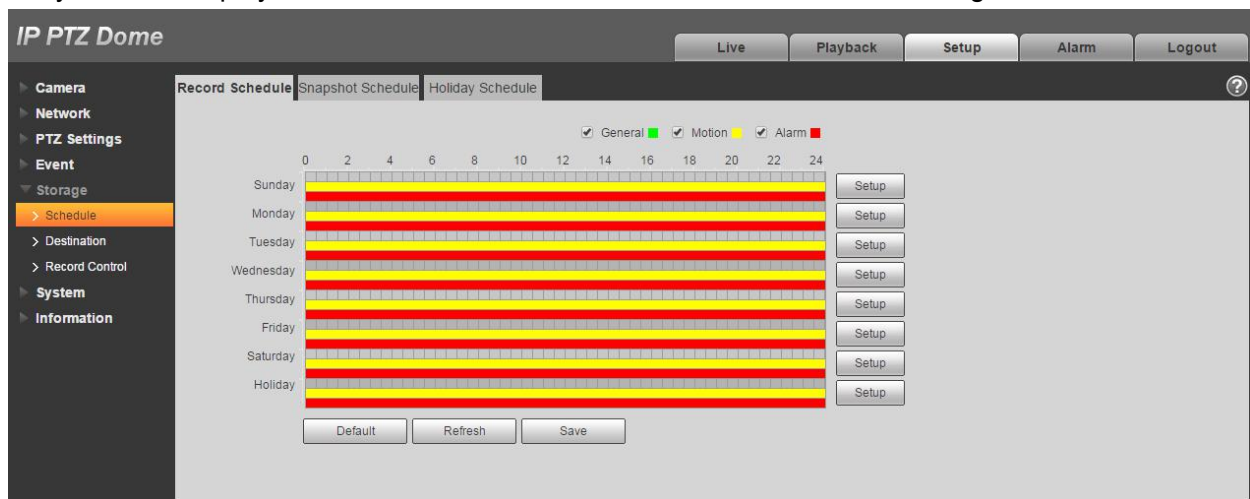 IP PTZ Dome
Live Playback Setup Alarm Logout
Camera
Network
PTZ Settings
Event
Storage
> Schedule
> Destination
> Record Control
System
Information
Record Schedule Snapshot Schedule Holiday Schedule ?
General Motion Alarm
0 2 4 6 8 10 12 14 16 18 20 22 24
Sunday Setup
Monday Setup
Tuesday Setup
Wednesday Setup
Thursday Setup
Friday Setup
Saturday Setup
Holiday Setup
Default Refresh Save